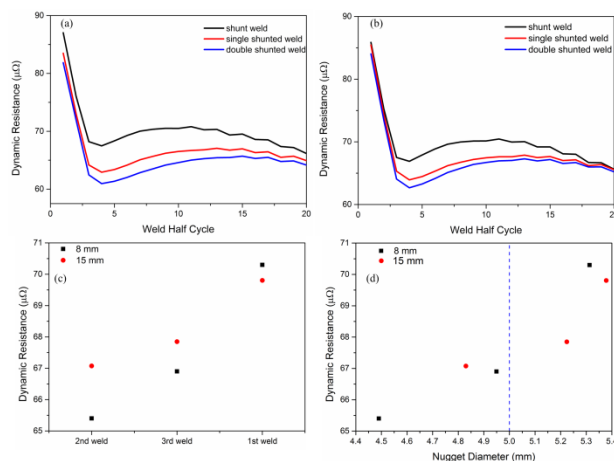 (a)
shunt weld
single shunted weld
double shunted weld
Dynamic Resistance (μΩ)
90
80
70
60
0 5 10 15 20
Weld Half Cycle
(b)
shunt weld
single shunted weld
double shunted weld
Dynamic Resistance (μΩ)
90
80
70
60
0 5 10 15 20
Weld Half Cycle
(c)
8 mm
15 mm
Dynamic Resistance (μΩ)
71
70
69
68
67
66
65
2nd weld 3rd weld 1st weld
(d)
8 mm
15 mm
Dynamic Resistance (μΩ)
71
70
69
68
67
66
65
4.4 4.5 4.6 4.7 4.8 4.9 5.0 5.1 5.2 5.3 5.4
Nugget Diameter (mm)